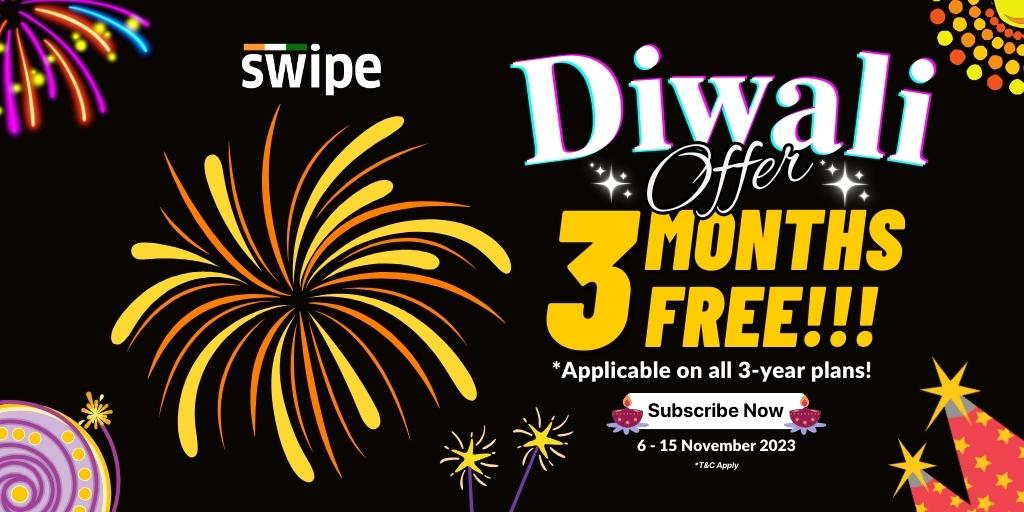 swipe
Diwali
Offer
3 MONTHS
FREE!!!
*Applicable on all 3-year plans!
Subscribe Now
6 - 15 November 2023
*T&C Apply